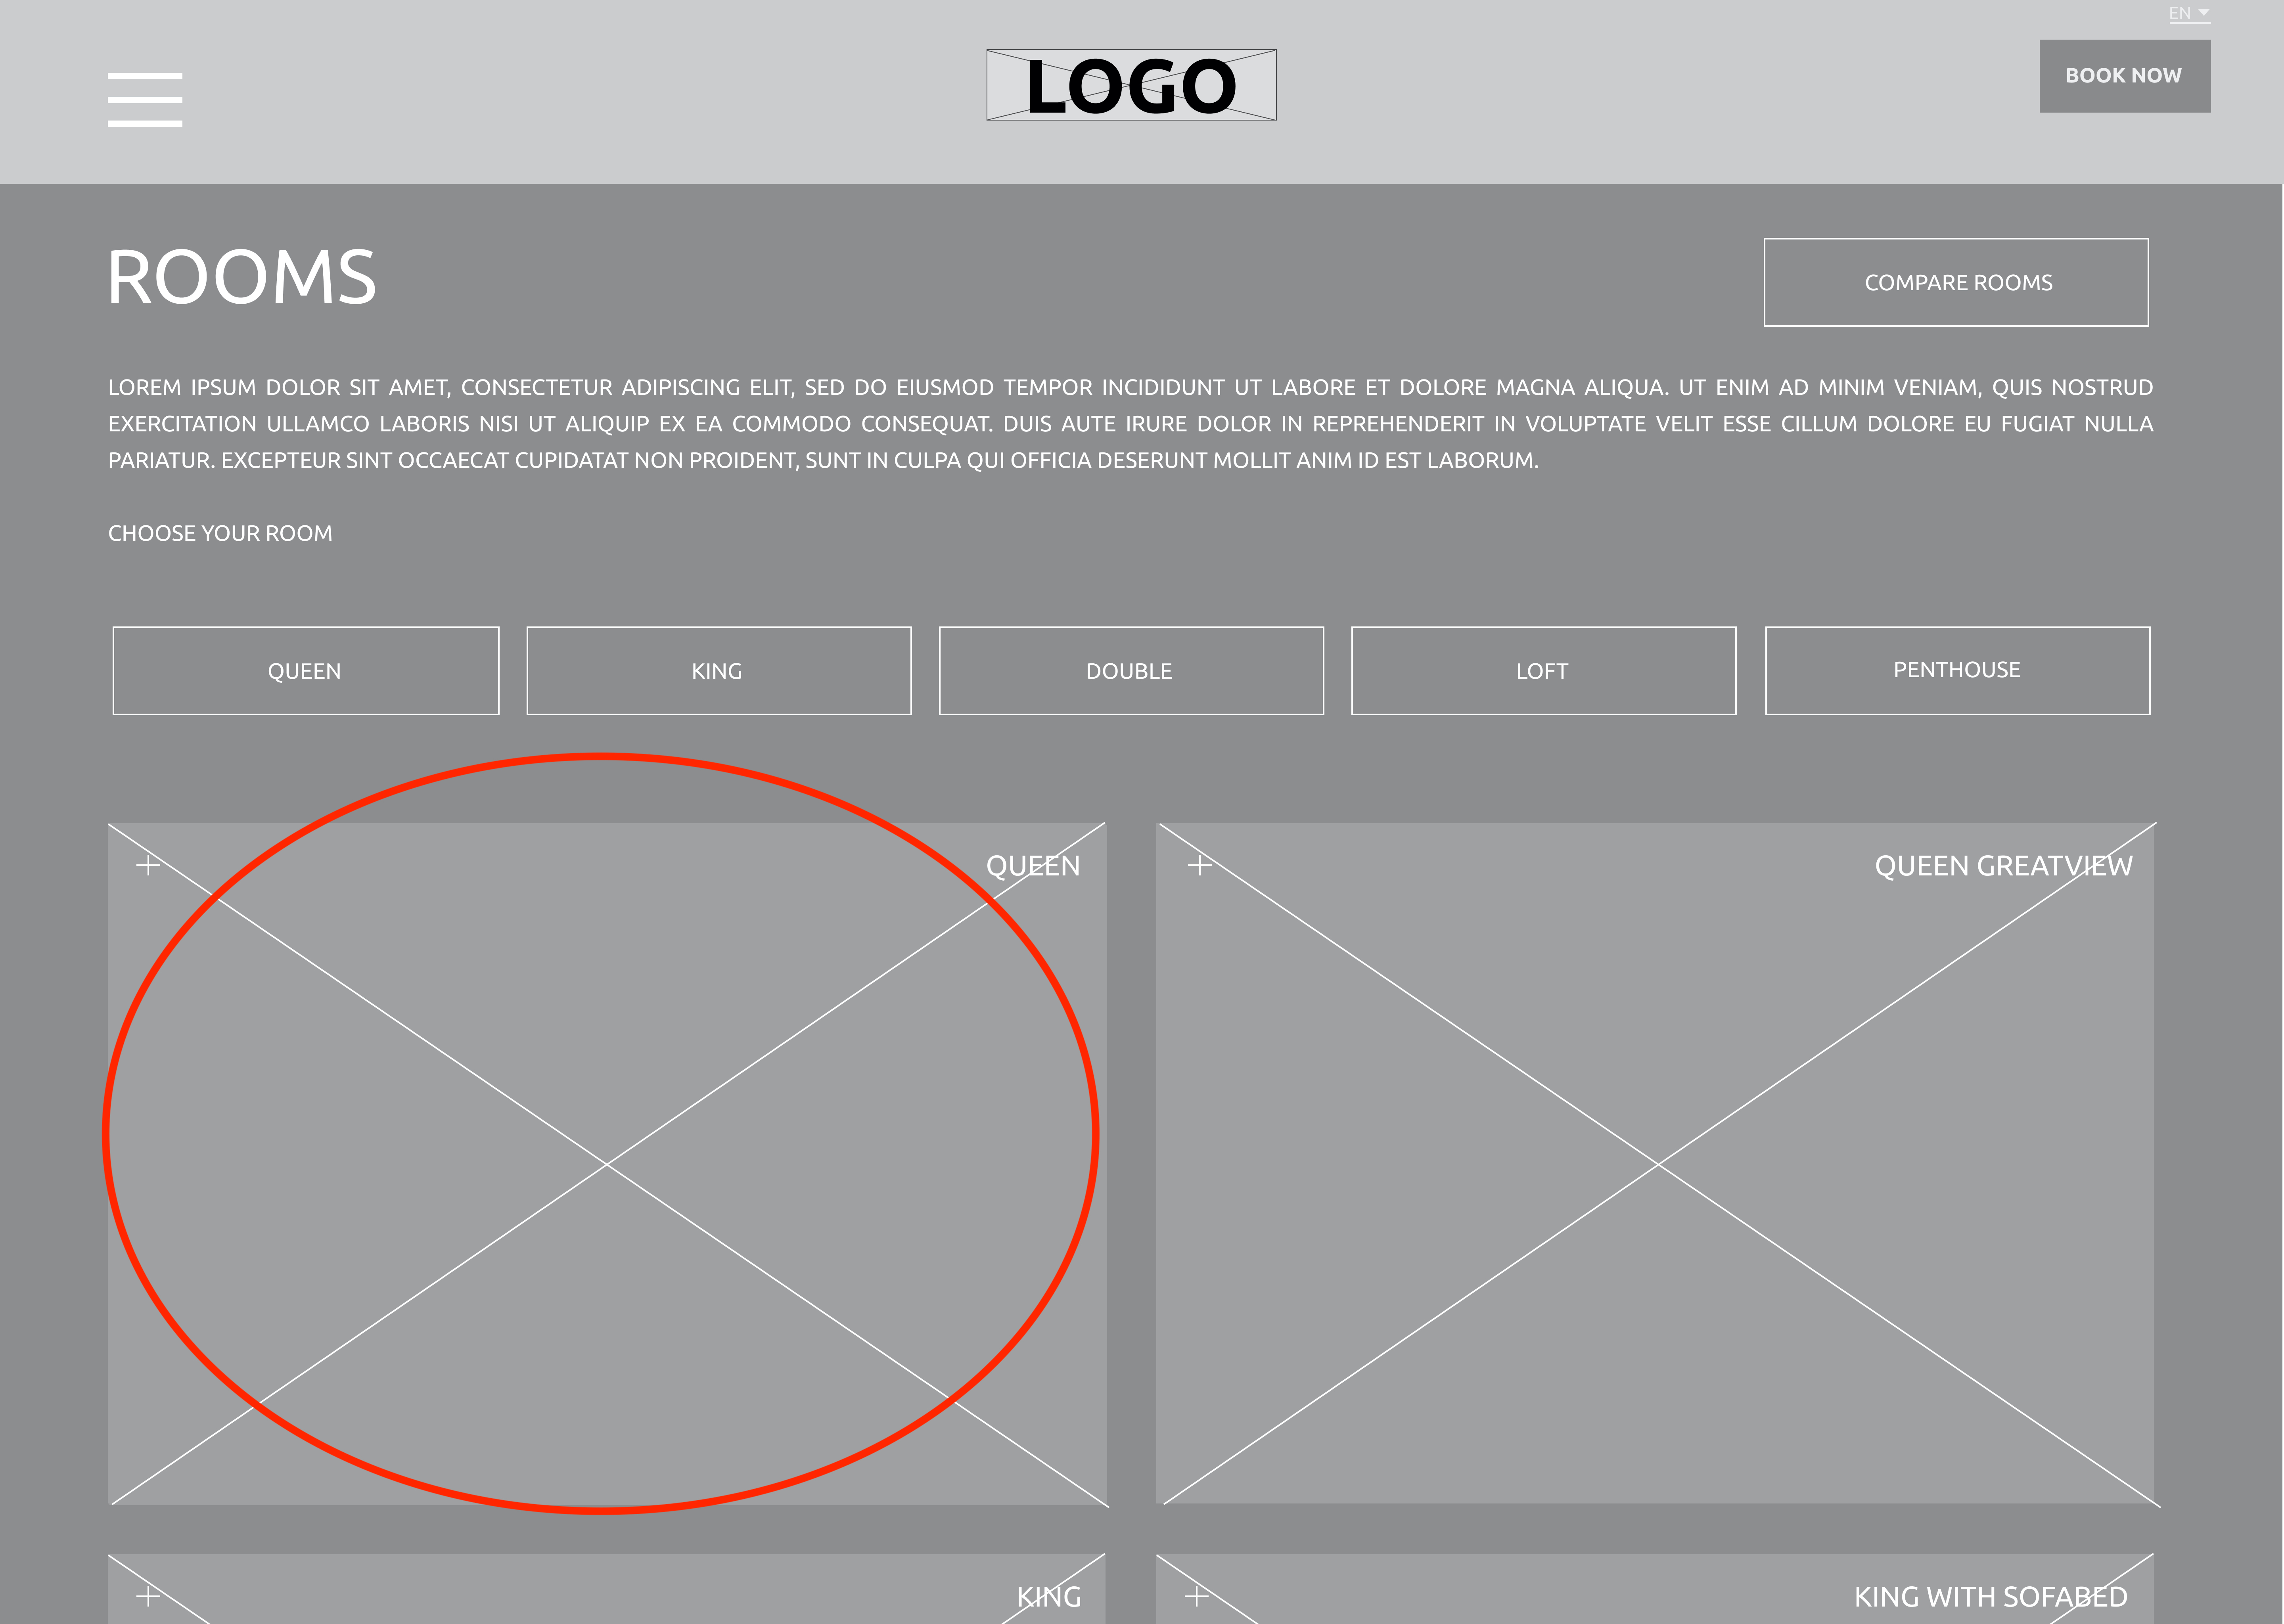 EN
LOGO
BOOK NOW
ROOMS
COMPARE ROOMS
LOREM IPSUM DOLOR SIT AMET, CONSECTETUR ADIPISCING ELIT, SED DO EIUSMOD TEMPOR INCIDIDUNT UT LABORE ET DOLORE MAGNA ALIQUA. UT ENIM AD MINIM VENIAM, QUIS NOSTRUD
EXERCITATION ULLAMCO LABORIS NISI UT ALIQUIP EX EA COMMODO CONSEQUAT. DUIS AUTE IRURE DOLOR IN REPREHENDERIT IN VOLUPTATE VELIT ESSE CILLUM DOLORE EU FUGIAT NULLA
PARIATUR. EXCEPTEUR SINT OCCAECAT CUPIDATAT NON PROIDENT, SUNT IN CULPA QUI OFFICIA DESERUNT MOLLIT ANIM ID EST LABORUM.
CHOOSE YOUR ROOM
QUEEN
KING
DOUBLE
LOFT
PENTHOUSE
QUEEN
QUEEN GREATVIEW
KING
KING WITH SOFABED